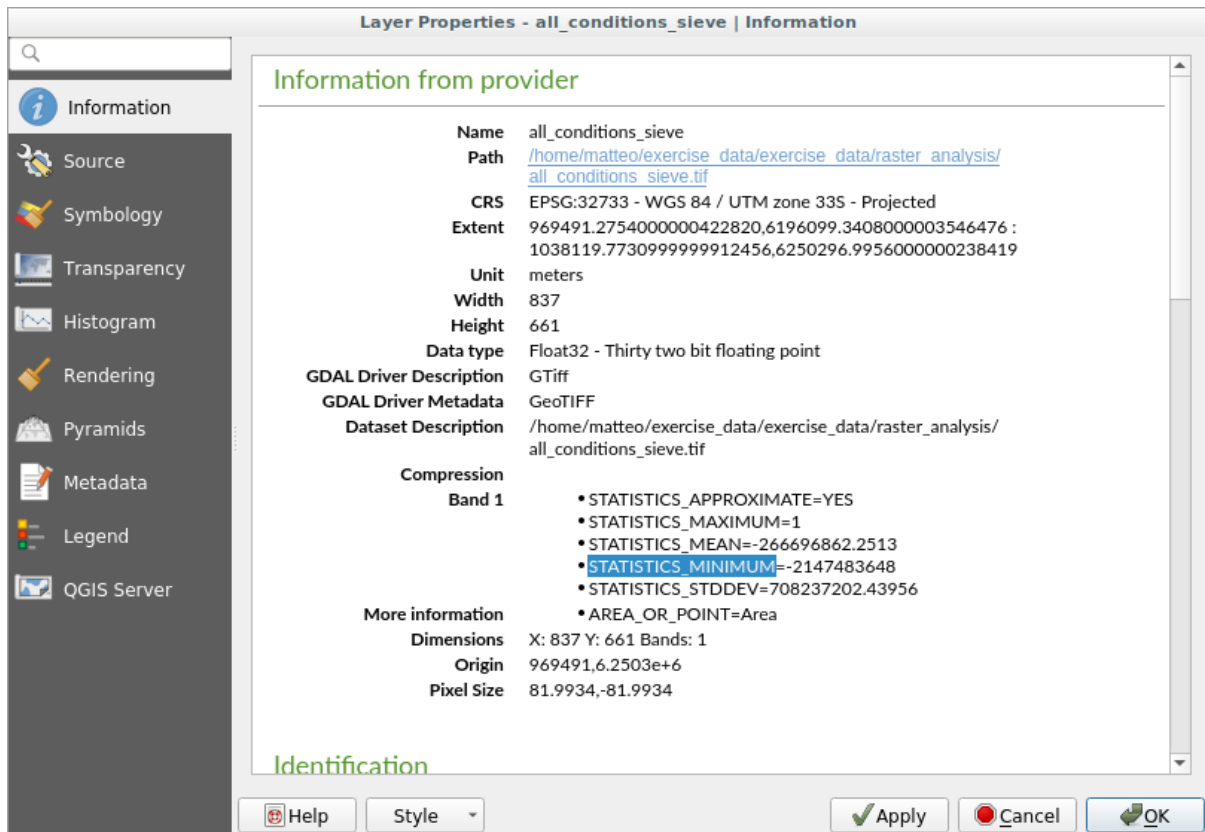 Layer Properties - all_conditions_sieve | Information
Information
Source
Symbology
Transparency
Histogram
Rendering
Pyramids
Metadata
Legend
QGIS Server
Information from provider
Name all_conditions_sieve
Path /home/matteo/exercise_data/exercise_data/raster_analysis/
all_conditions_sieve.tif
CRS EPSG:32733 - WGS 84 / UTM zone 33S - Projected
Extent 969491.2754000000422820,6196099.3408000003546476 :
1038119.7730999999912456,6250296.9956000000238419
Unit meters
Width 837
Height 661
Data type Float32 - Thirty two bit floating point
GDAL Driver Description GTiff
GDAL Driver Metadata GeoTIFF
Dataset Description /home/matteo/exercise_data/exercise_data/raster_analysis/
all_conditions_sieve.tif
Compression
Band 1 • STATISTICS_APPROXIMATE=YES
• STATISTICS_MAXIMUM=1
• STATISTICS_MEAN=-266696862.2513
• STATISTICS_MINIMUM=-2147483648
• STATISTICS_STDDEV=708237202.43956
More information • AREA_OR_POINT=Area
Dimensions X: 837 Y: 661 Bands: 1
Origin 969491,6.2503e+6
Pixel Size 81.9934,-81.9934
Identification
Help Style Apply Cancel OK